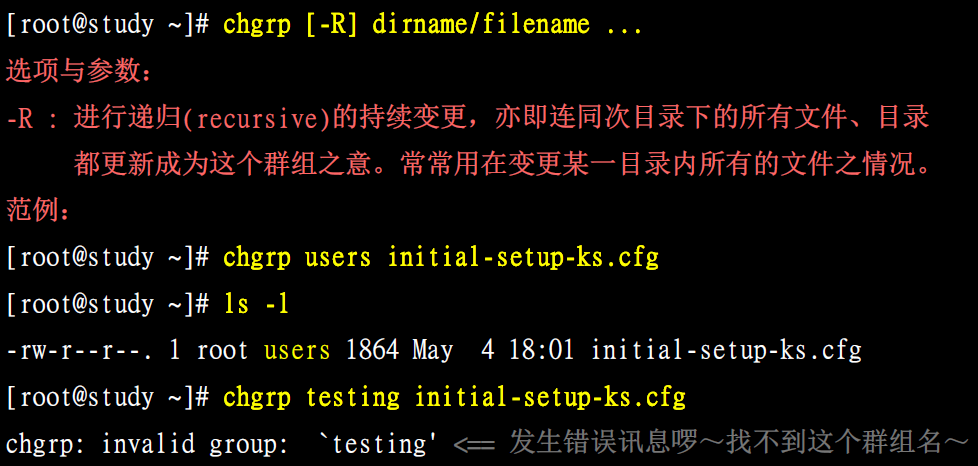 [root@study ~]# chgrp [-R] dirname/filename ...
选项与参数:
-R : 进行递归(recursive)的持续变更，亦即连同次目录下的所有文件、目录
都更新成为这个群组之意。常常用在变更某一目录内所有的文件之情况。
范例:
[root@study ~]# chgrp users initial-setup-ks.cfg
[root@study ~]# ls -l
-rw-r--r--. 1 root users 1864 May  4 18:01 initial-setup-ks.cfg
[root@study ~]# chgrp testing initial-setup-ks.cfg
chgrp: invalid group:  `testing' <== 发生错误讯息啰～找不到这个群组名～